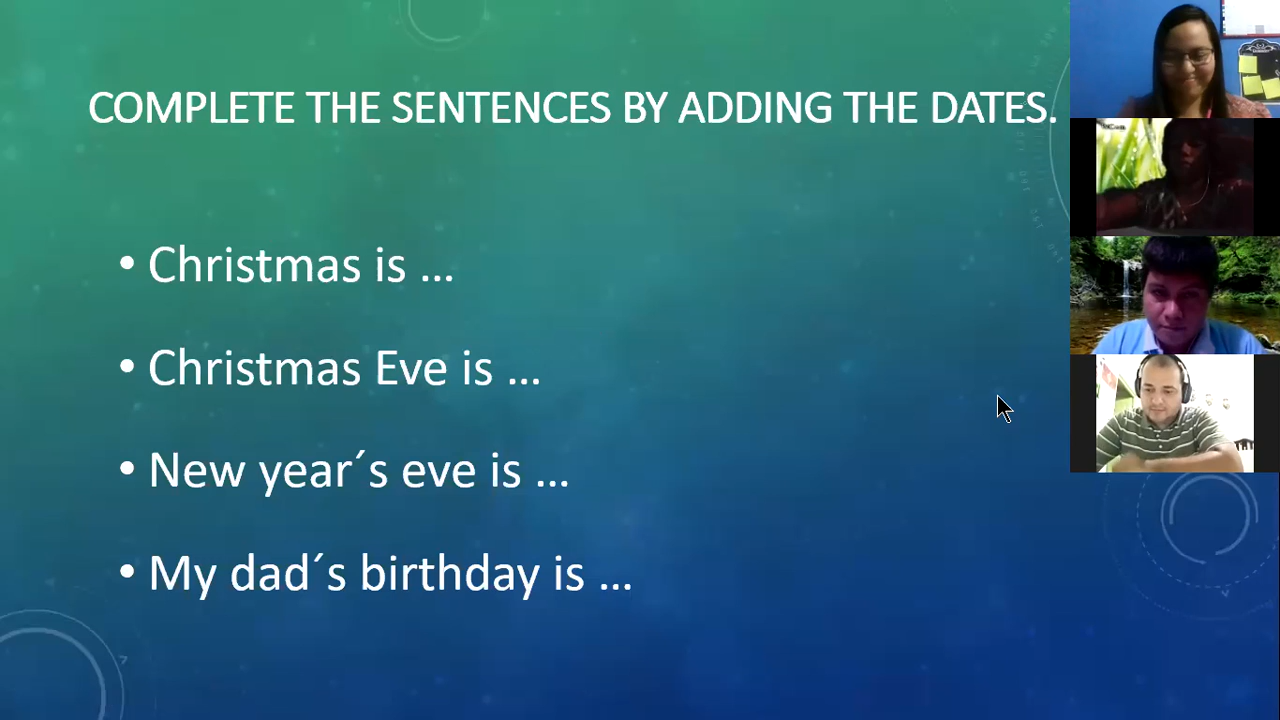 COMPLETE THE SENTENCES BY ADDING THE DATES.
• Christmas is ...
• Christmas Eve is ...
• New year´s eve is ...
• My dad´s birthday is ...